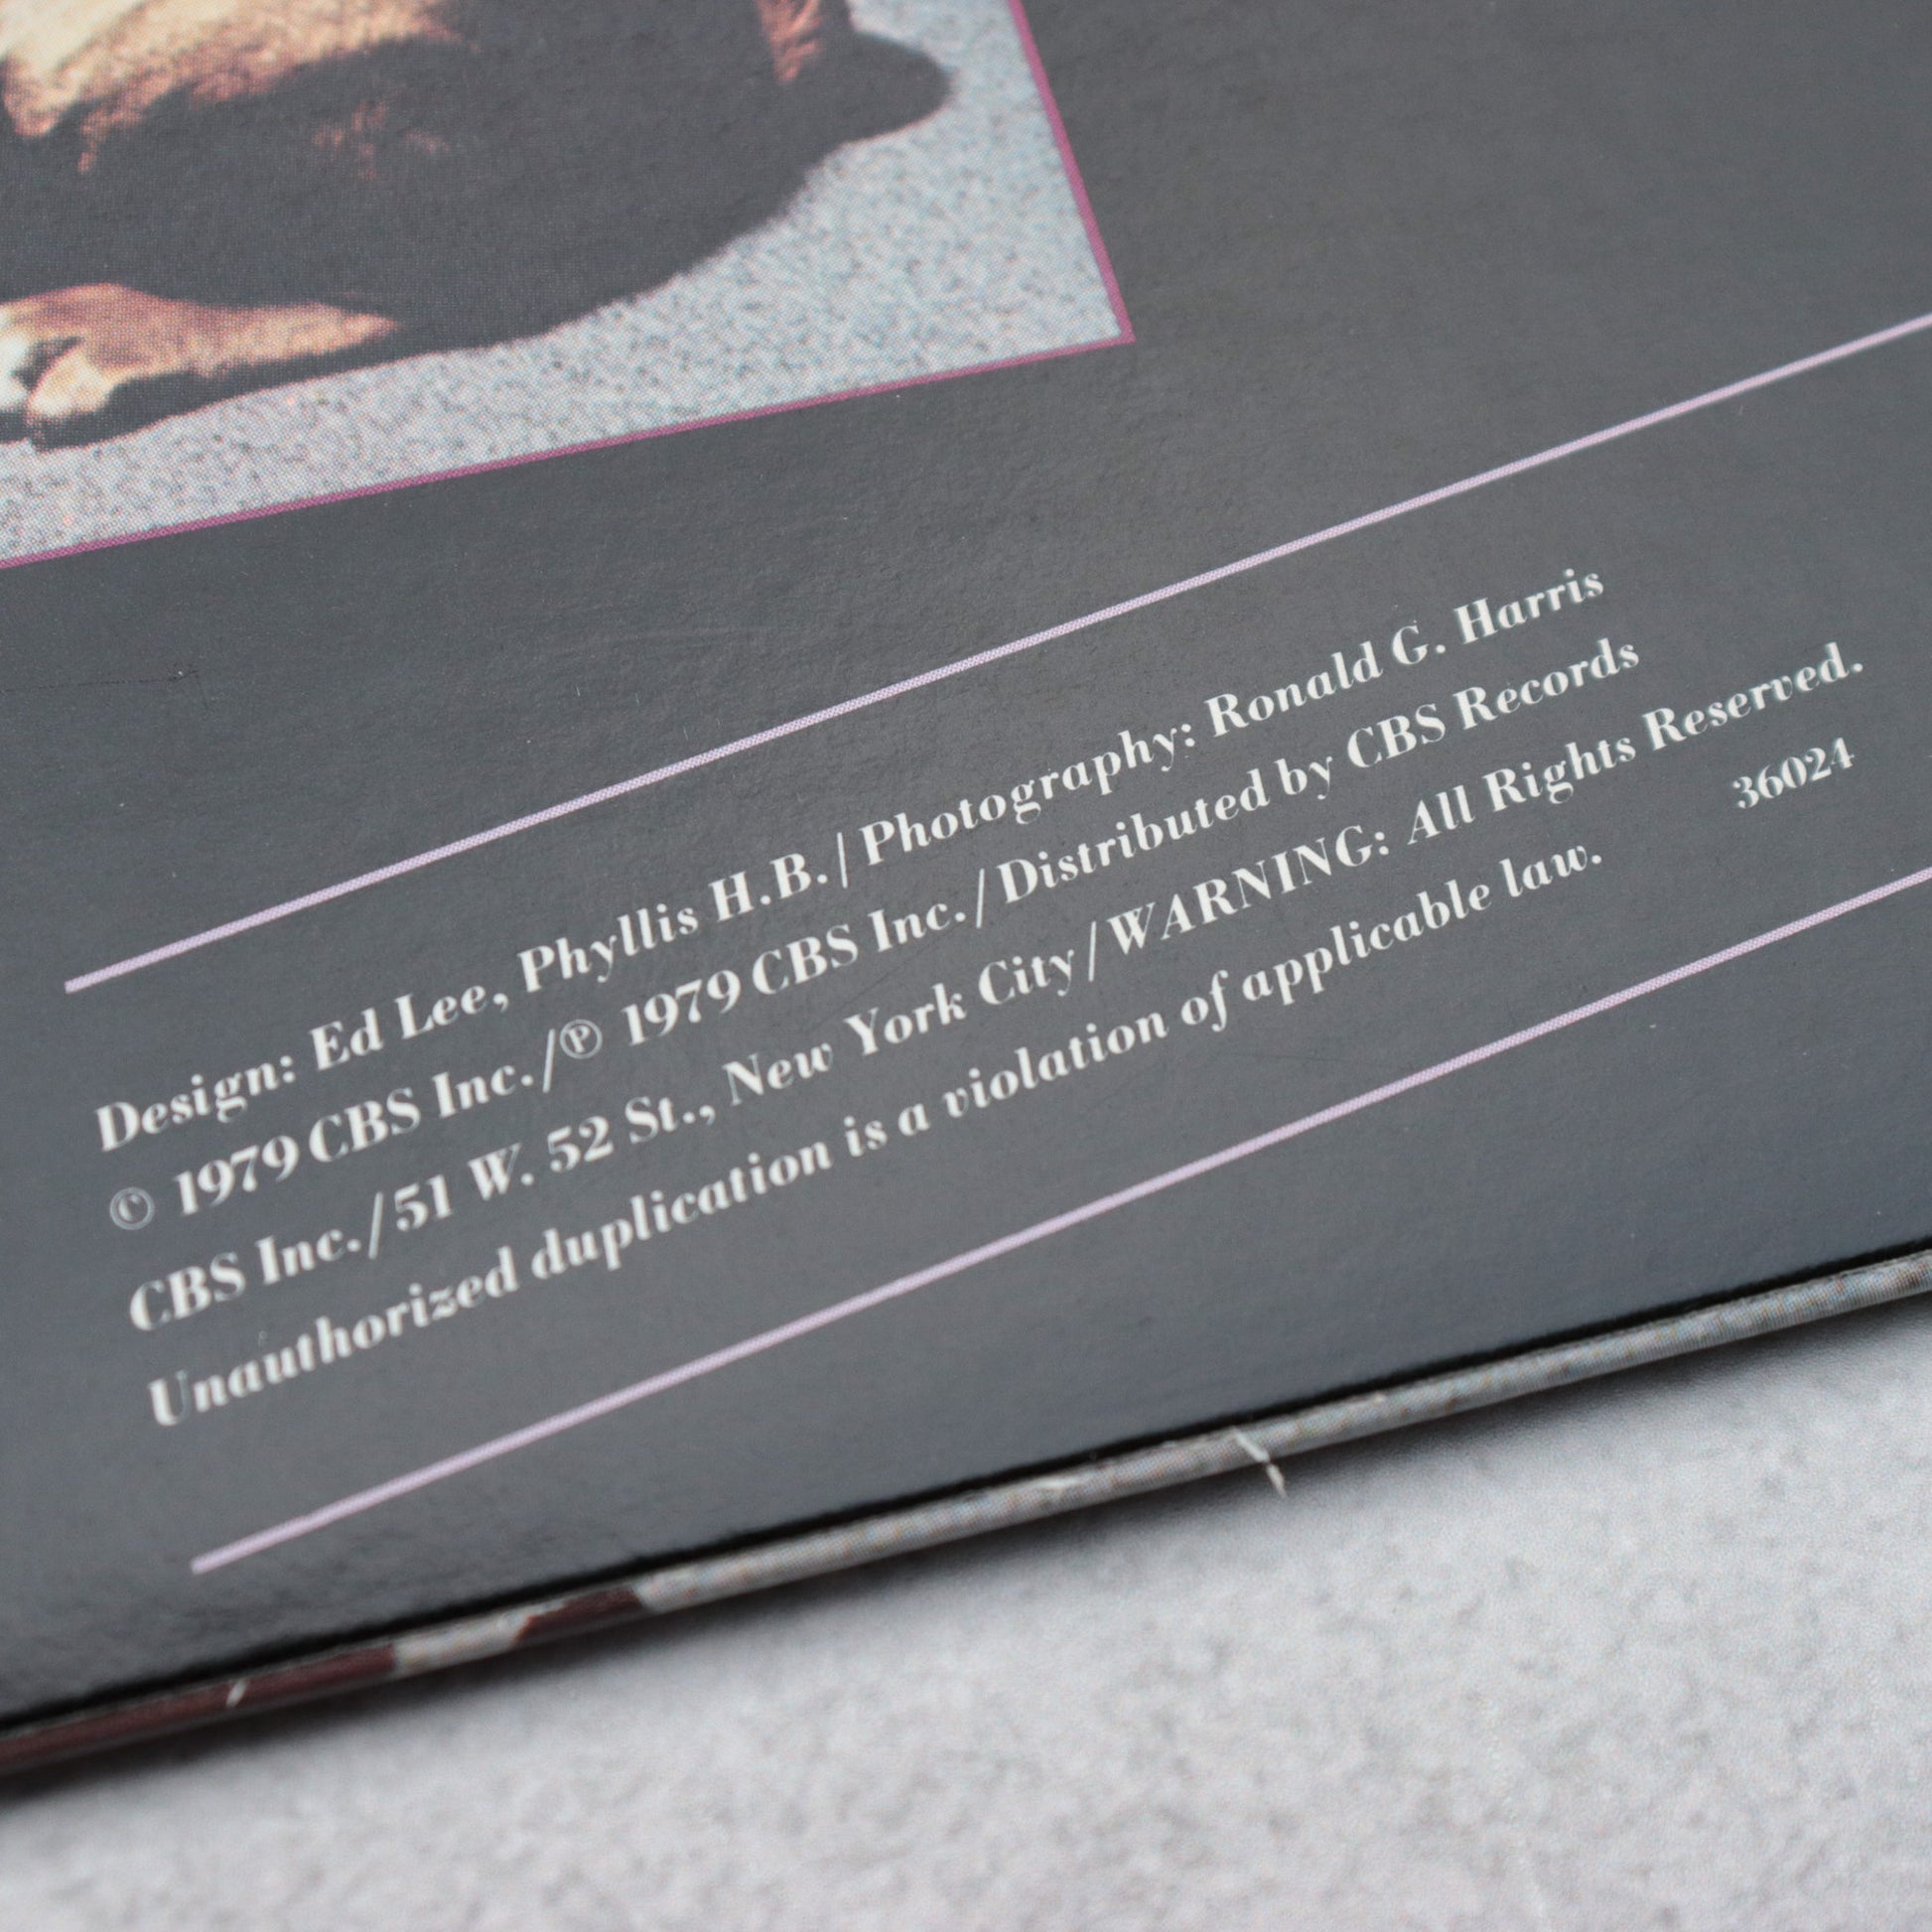 Design: Ed Lee, Phyllis H.B./Photography: Ronald G. Harris
© 1979 CBS Inc./℗ 1979 CBS Inc./Distributed by CBS Records
CBS Inc./51 W. 52 St., New York City/WARNING: All Rights Reserved.
Unauthorized duplication is a violation of applicable law.
36024